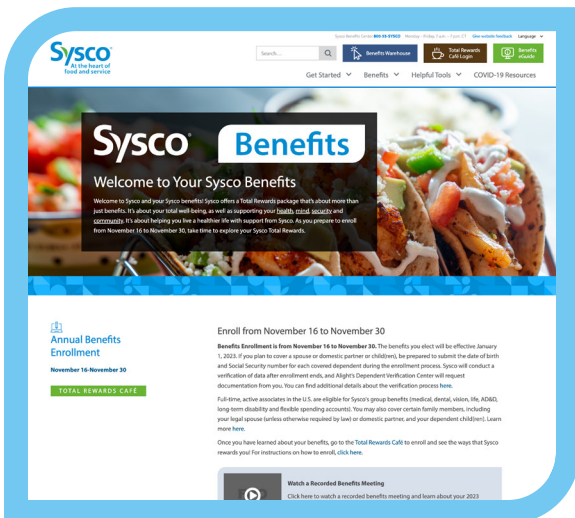 Sysco Benefits Center 800-55-SYSCO Monday - Friday, 7 a.m. - 7 p.m. CT Give website feedback Language
Sysco
At the heart of
food and service
Search...
Benefits Warehouse
Total Rewards
Café Login
Benefits
eGuide
Get Started Benefits Helpful Tools COVID-19 Resources
Sysco Benefits
Welcome to Your Sysco Benefits
Welcome to Sysco and your Sysco benefits! Sysco offers a Total Rewards package that's about more than
just benefits. It's about your total well-being, as well as supporting your health, mind, security and
community. It's about helping you live a healthier life with support from Sysco. As you prepare to enroll
from November 16 to November 30, take time to explore your Sysco Total Rewards.
Annual Benefits
Enrollment
November 16-November 30
TOTAL REWARDS CAFÉ
Enroll from November 16 to November 30
Benefits Enrollment is from November 16 to November 30. The benefits you elect will be effective January
1, 2023. If you plan to cover a spouse or domestic partner or child(ren), be prepared to submit the date of birth
and Social Security number for each covered dependent during the enrollment process. Sysco will conduct a
verification of data after enrollment ends, and Alight's Dependent Verification Center will request
documentation from you. You can find additional details about the verification process here.
Full-time, active associates in the U.S. are eligible for Sysco's group benefits (medical, dental, vision, life, AD&D,
long-term disability and flexible spending accounts). You may also cover certain family members, including
your legal spouse (unless otherwise required by law) or domestic partner, and your dependent child(ren). Learn
more here.
Once you have learned about your benefits, go to the Total Rewards Café to enroll and see the ways that Sysco
rewards you! For instructions on how to enroll, click here.
Watch a Recorded Benefits Meeting
Click here to watch a recorded benefits meeting and learn about your 2023